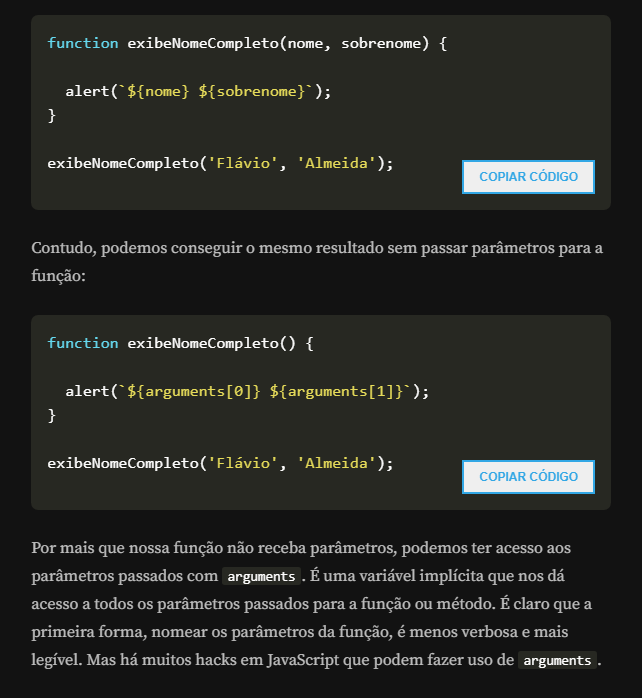 function exibeNomeCompleto(nome, sobrenome) {
alert(`${nome} ${sobrenome}`);
}
exibeNomeCompleto('Flávio', 'Almeida');
COPIAR CÓDIGO
Contudo, podemos conseguir o mesmo resultado sem passar parâmetros para a
função:
function exibeNomeCompleto() {
alert(`${arguments[0]} ${arguments[1]}`);
}
exibeNomeCompleto('Flávio', 'Almeida');
COPIAR CÓDIGO
Por mais que nossa função não receba parâmetros, podemos ter acesso aos
parâmetros passados com arguments. É uma variável implícita que nos dá
acesso a todos os parâmetros passados para a função ou método. É claro que a
primeira forma, nomear os parâmetros da função, é menos verbosa e mais
legível. Mas há muitos hacks em JavaScript que podem fazer uso de arguments.